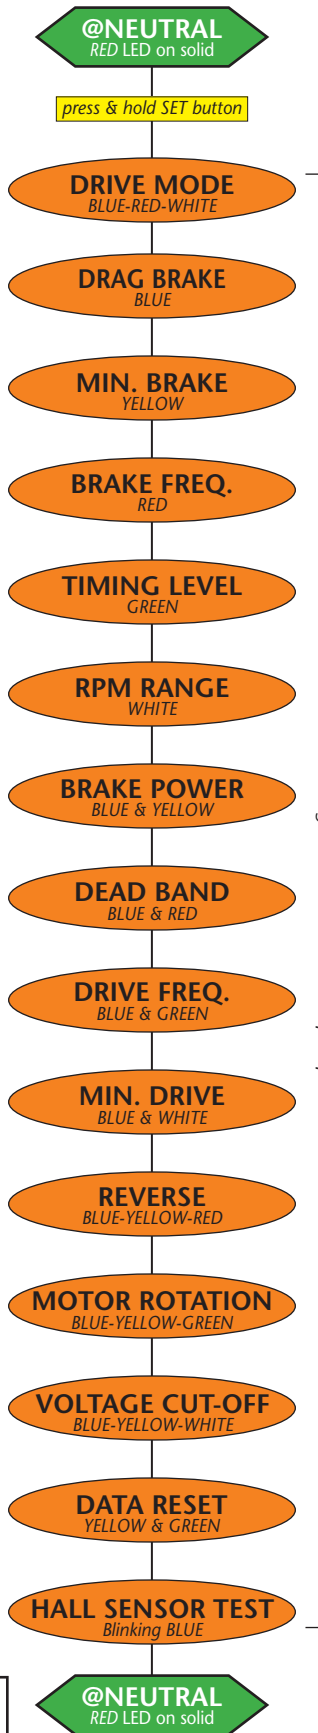 @NEUTRAL
RED LED on solid
press & hold SET button
DRIVE MODE
BLUE-RED-WHITE
DRAG BRAKE
BLUE
MIN. BRAKE
YELLOW
BRAKE FREQ.
RED
TIMING LEVEL
GREEN
RPM RANGE
WHITE
BRAKE POWER
BLUE & YELLOW
DEAD BAND
BLUE & RED
DRIVE FREQ.
BLUE & GREEN
MIN. DRIVE
BLUE & WHITE
REVERSE
BLUE-YELLOW-RED
MOTOR ROTATION
BLUE-YELLOW-GREEN
VOLTAGE CUT-OFF
BLUE-YELLOW-WHITE
DATA RESET
YELLOW & GREEN
HALL SENSOR TEST
Blinking BLUE
@NEUTRAL
RED LED on solid